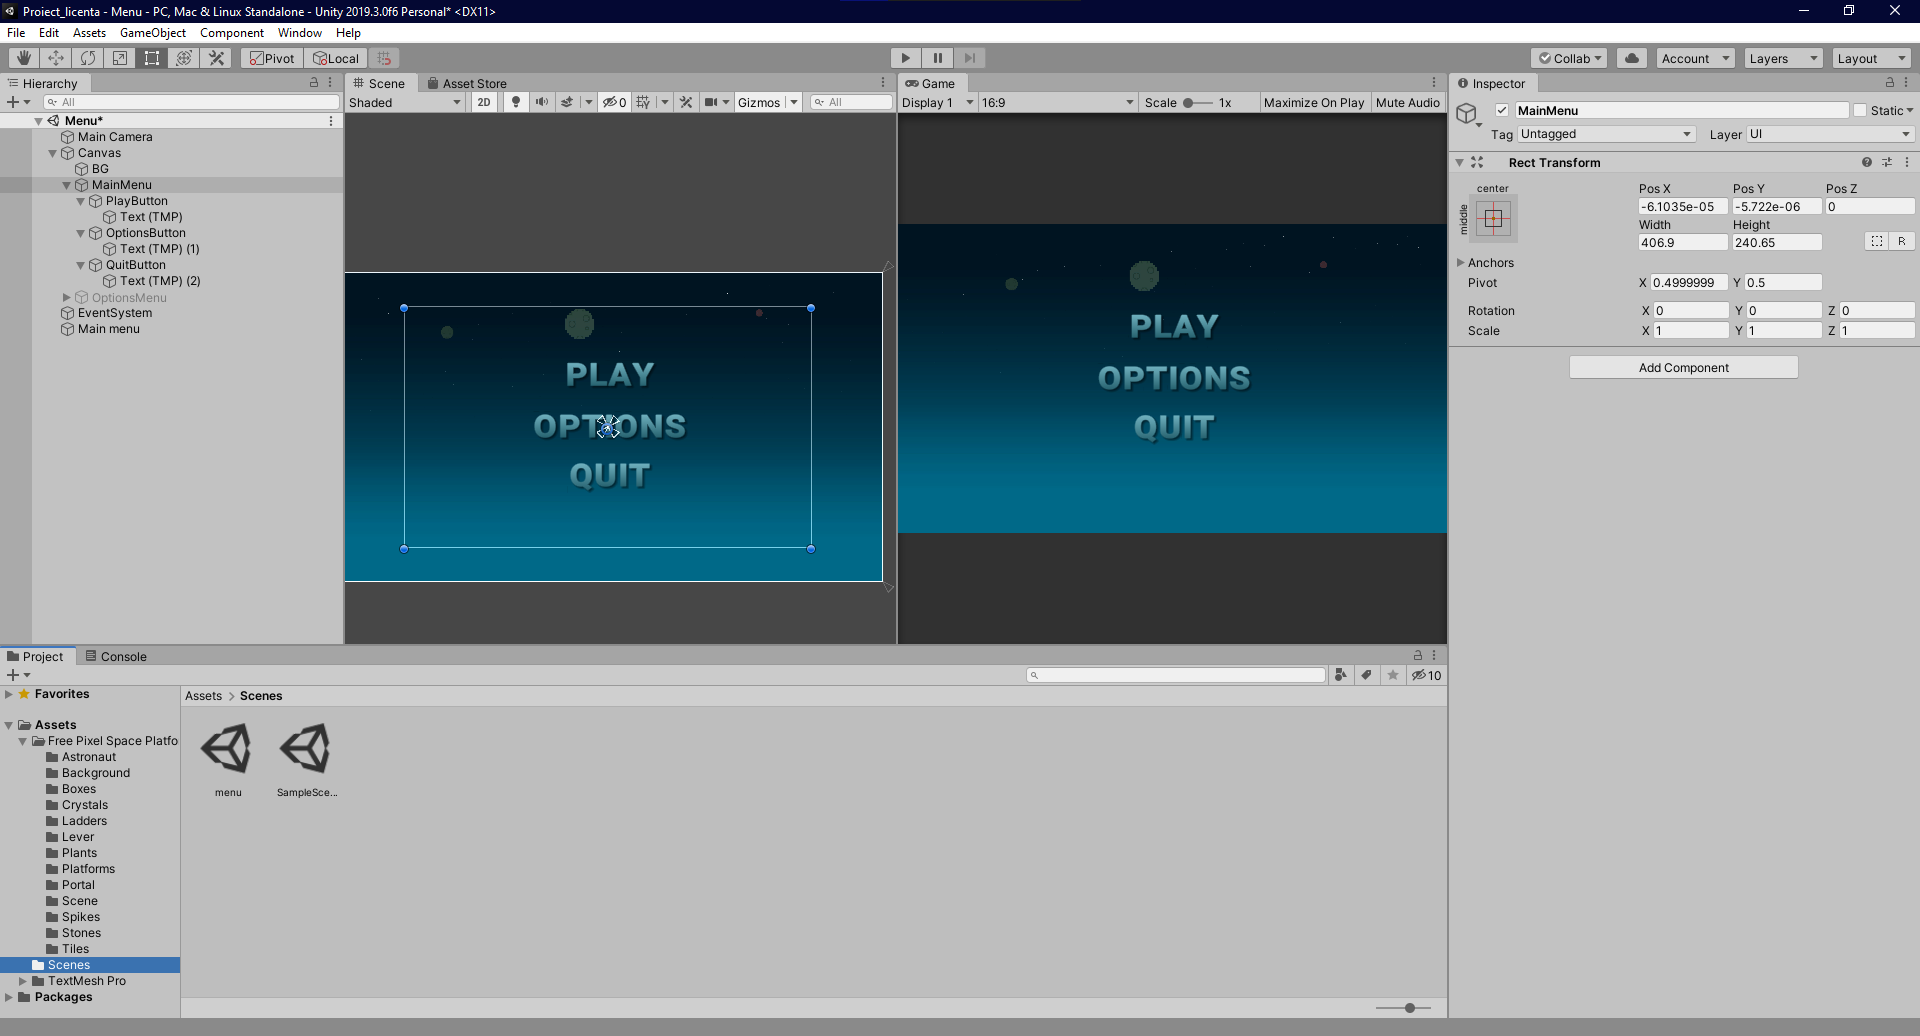 Proiect_licenta - Menu - PC, Mac & Linux Standalone - Unity 2019.3.0f6 Personal* <DX11>
File Edit Assets GameObject Component Window Help
Pivot Local Collab Account Layers Layout
Hierarchy
All
Menu*
Main Camera
Canvas
BG
MainMenu
PlayButton
Text (TMP)
OptionsButton
Text (TMP) (1)
QuitButton
Text (TMP) (2)
OptionsMenu
EventSystem
Main menu
Scene Asset Store
Shaded 2D 0 Gizmos All
PLAY
OPTIONS
QUIT
Game
Display 1 16:9 Scale 1x Maximize On Play Mute Audio
PLAY
OPTIONS
QUIT
Inspector
MainMenu Static
Tag Untagged Layer UI
Rect Transform
center
middle
Pos X Pos Y Pos Z
-6.1035e-05 -5.722e-06 0
Width Height
406.9 240.65 R
Anchors
Pivot X 0.4999999 Y 0.5
Rotation X 0 Y 0 Z 0
Scale X 1 Y 1 Z 1
Add Component
Project Console
10
Favorites
Assets
Free Pixel Space Platfo
Astronaut
Background
Boxes
Crystals
Ladders
Lever
Plants
Platforms
Portal
Scene
Spikes
Stones
Tiles
Scenes
TextMesh Pro
Packages
Assets > Scenes
menu SampleSce...